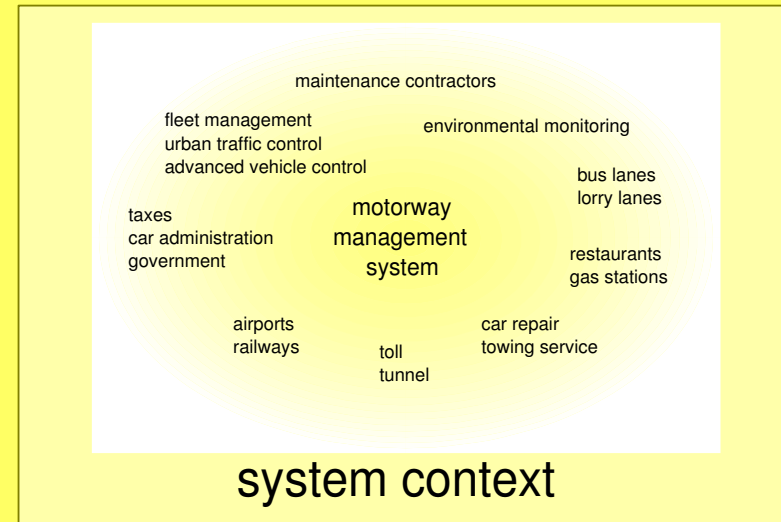 maintenance contractors
fleet management
urban traffic control
advanced vehicle control
environmental monitoring
bus lanes
lorry lanes
taxes
car administration
government
motorway
management
system
restaurants
gas stations
airports
railways
toll
tunnel
car repair
towing service
system context